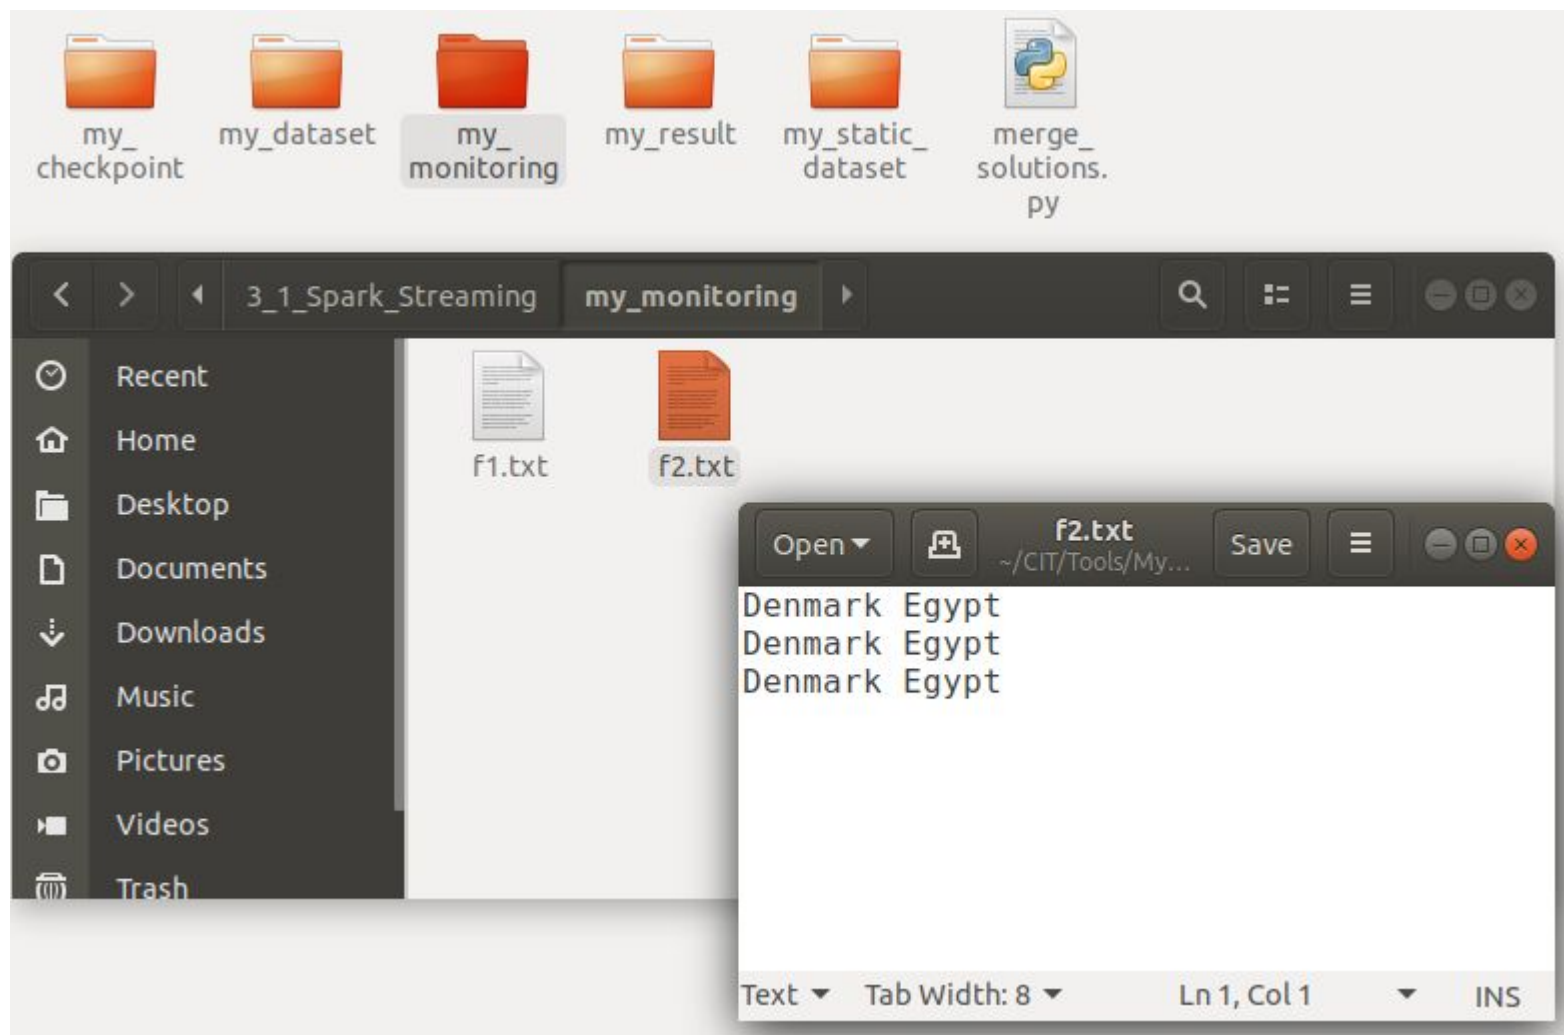 my_
checkpoint
my_dataset
my_
monitoring
my_result
my_static_
dataset
merge_
solutions.
py
3_1_Spark_Streaming
my_monitoring
Recent
Home
Desktop
Documents
Downloads
Music
Pictures
Videos
Trash
f1.txt
f2.txt
Open
f2.txt
~/CIT/Tools/My...
Save
Denmark Egypt
Denmark Egypt
Denmark Egypt
Text
Tab Width: 8
Ln 1, Col 1
INS